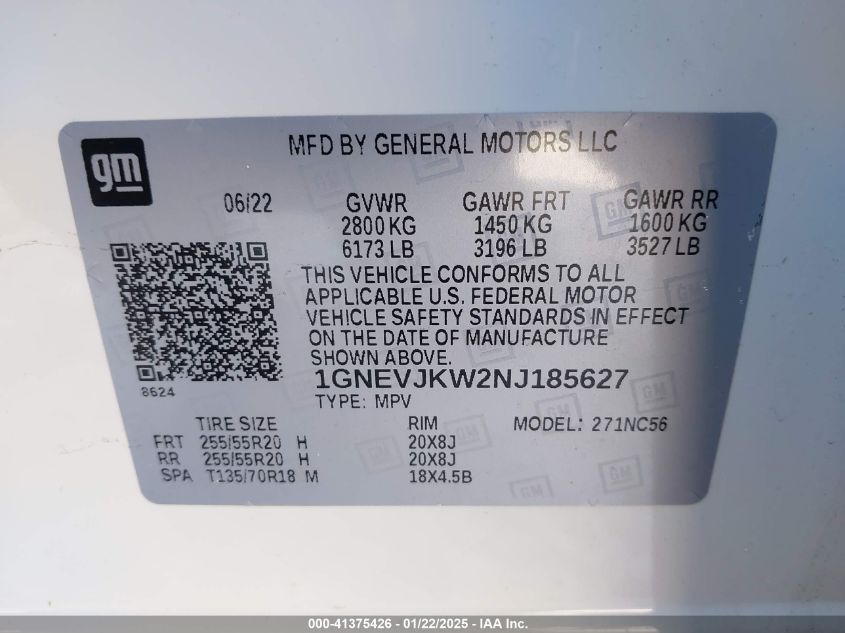 gm
MFD BY GENERAL MOTORS LLC
06/22 GVWR GAWR FRT GAWR RR
2800 KG 1450 KG 1600 KG
6173 LB 3196 LB 3527 LB
THIS VEHICLE CONFORMS TO ALL
APPLICABLE U.S. FEDERAL MOTOR
VEHICLE SAFETY STANDARDS IN EFFECT
ON THE DATE OF MANUFACTURE
SHOWN ABOVE.
1GNEVJKW2NJ185627
8624
TYPE: MPV
TIRE SIZE RIM MODEL: 271NC56
FRT 255/55R20 H 20X8J
RR 255/55R20 H 20X8J
SPA T135/70R18 M 18X4.5B
000-41375426 - 01/22/2025 - IAA Inc.